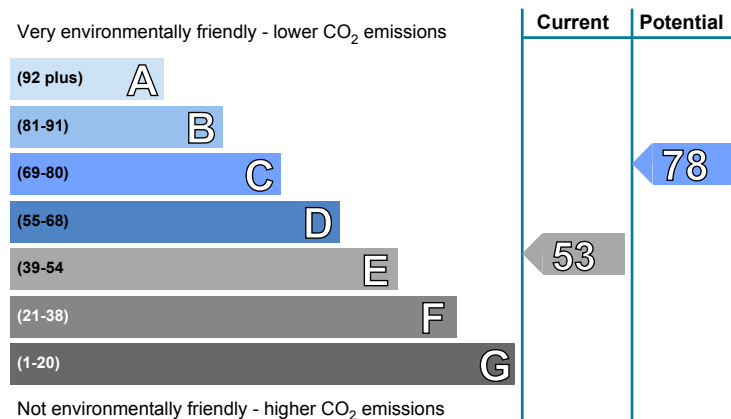 Current Potential
Very environmentally friendly - lower CO₂ emissions
(92 plus) A
(81-91) B
(69-80) C
78
(55-68) D
(39-54 E
53
(21-38) F
(1-20) G
Not environmentally friendly - higher CO₂ emissions